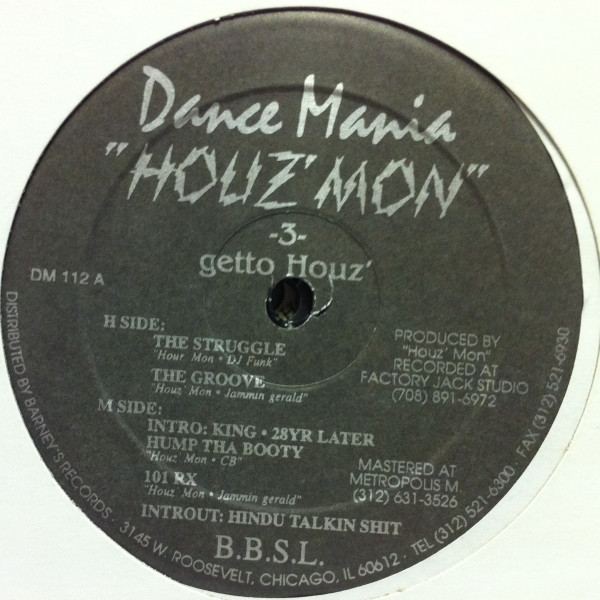 Dance Mania
"HOUZ' MON"
-3-
getto Houz'
DM 112 A
H SIDE:
THE STRUGGLE
"Houz' Mon • DJ Funk"
THE GROOVE
"Houz' Mon • Jammin gerald"
M SIDE:
INTRO: KING • 28YR LATER
HUMP THA BOOTY
"Houz' Mon • CB"
101 RX
"Houz' Mon • Jammin gerald"
INTROUT: HINDU TALKIN SHIT
B.B.S.L.
PRODUCED BY
"Houz' Mon"
RECORDED AT
FACTORY JACK STUDIO
(708) 891-6972
MASTERED AT
METROPOLIS M.
(312) 631-3526
DISTRIBUTED BY BARNEY'S RECORDS · 3145 W. ROOSEVELT, CHICAGO, IL 60612 · TEL (312) 521-6300 · FAX (312) 521-6930